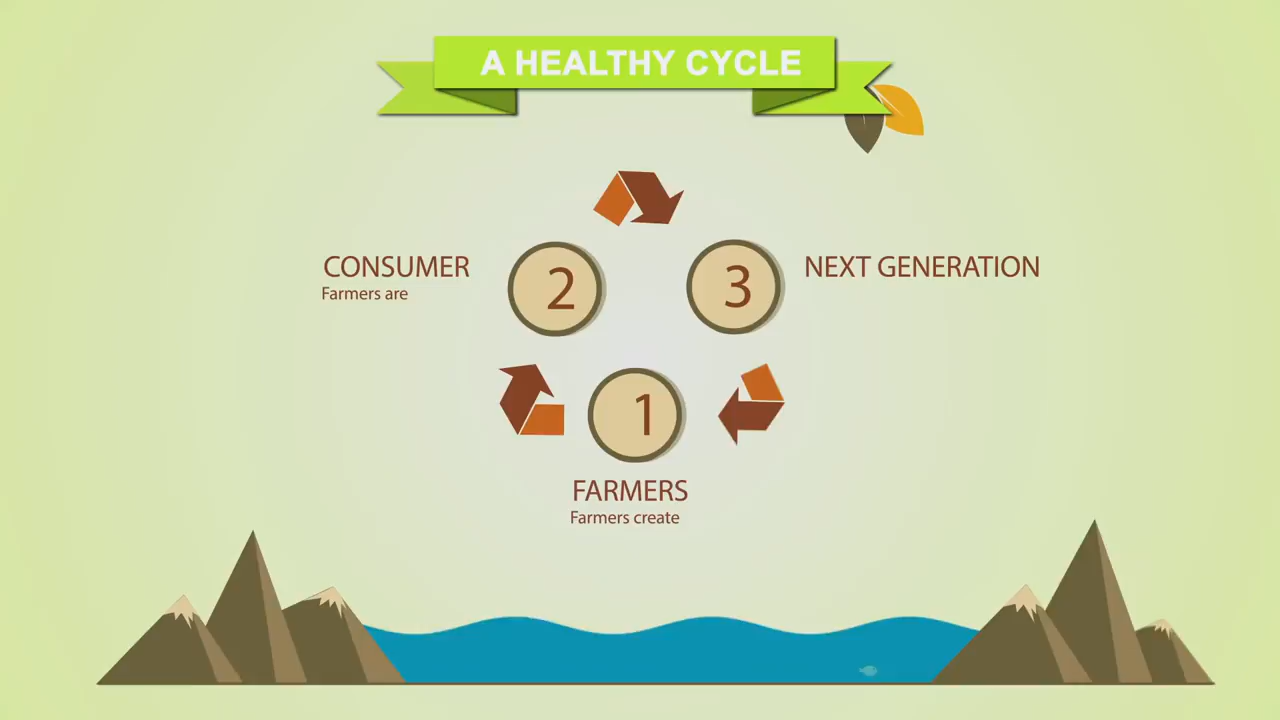 A HEALTHY CYCLE
CONSUMER
Farmers are
2
3
NEXT GENERATION
1
FARMERS
Farmers create